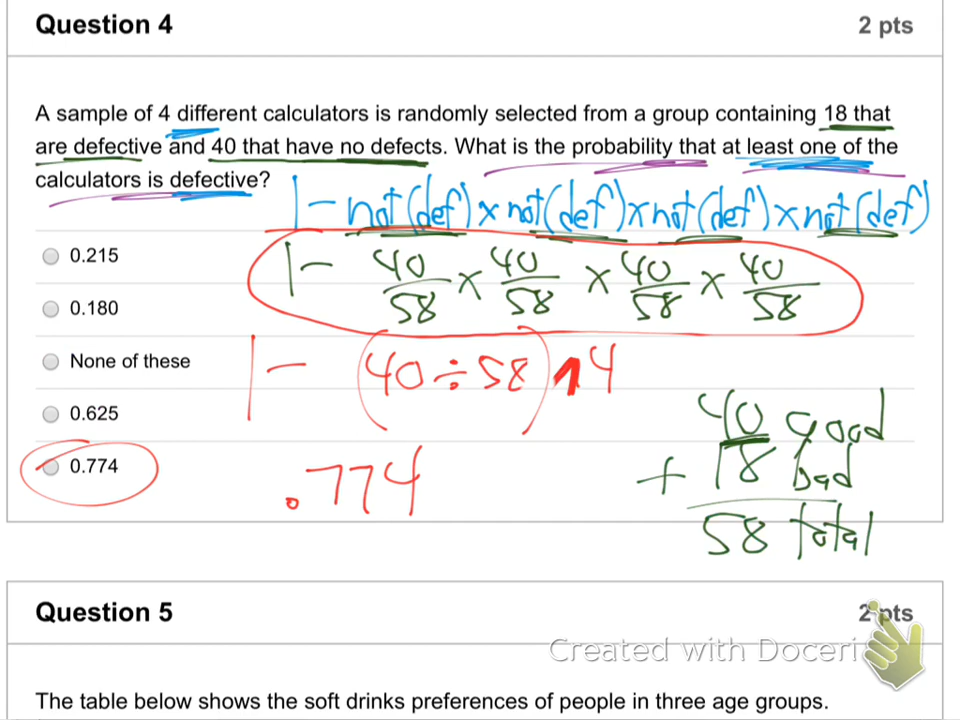 Question 4 2 pts
A sample of 4 different calculators is randomly selected from a group containing 18 that
are defective and 40 that have no defects. What is the probability that at least one of the
calculators is defective?
1 - not(def) x not(def) x not(def) x not(def)
0.215
1 - 40/58 x 40/58 x 40/58 x 40/58
0.180
None of these
1 - (40 ÷ 58) ^ 4
0.625
40 good
+ 18 bad
58 total
0.774
.774
Question 5 2 pts
Created with Doceri
The table below shows the soft drinks preferences of people in three age groups.